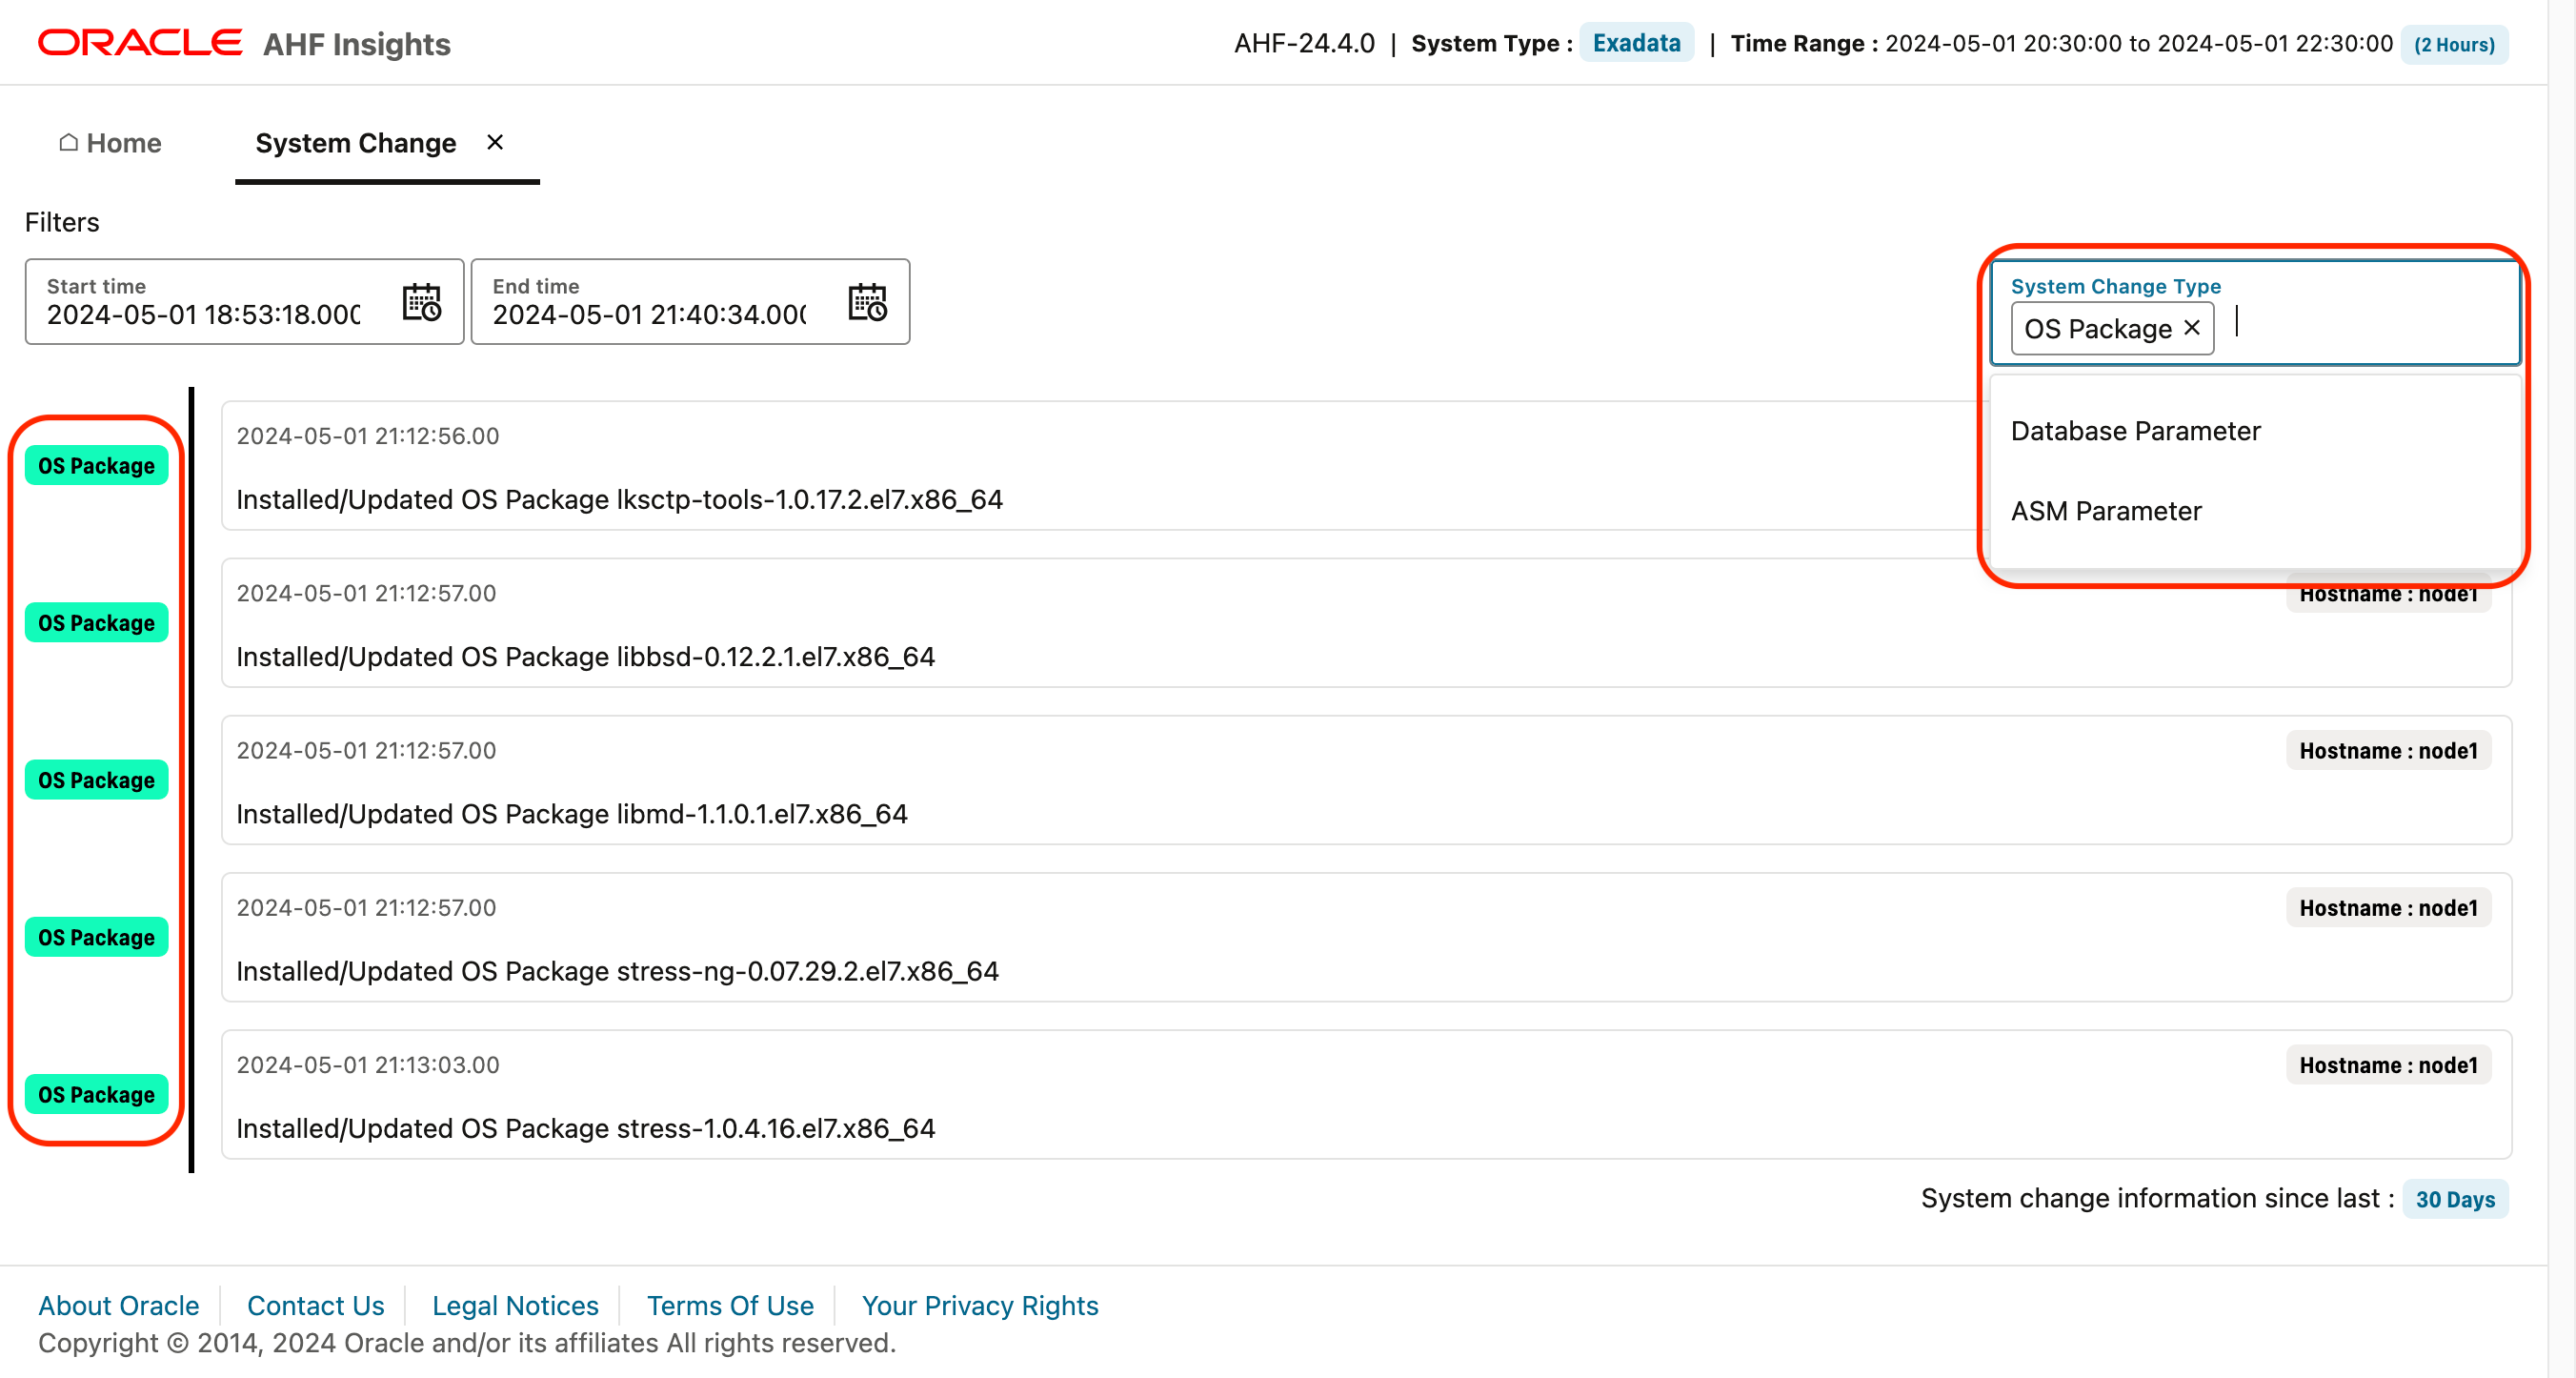 ORACLE AHF Insights
AHF-24.4.0 | System Type : Exadata | Time Range : 2024-05-01 20:30:00 to 2024-05-01 22:30:00 (2 Hours)
Home
System Change
Filters
Start time
2024-05-01 18:53:18.000
End time
2024-05-01 21:40:34.000
System Change Type
OS Package
Database Parameter
ASM Parameter
OS Package
2024-05-01 21:12:56.00
Installed/Updated OS Package lksctp-tools-1.0.17.2.el7.x86_64
OS Package
2024-05-01 21:12:57.00
Hostname : node1
Installed/Updated OS Package libbsd-0.12.2.1.el7.x86_64
OS Package
2024-05-01 21:12:57.00
Hostname : node1
Installed/Updated OS Package libmd-1.1.0.1.el7.x86_64
OS Package
2024-05-01 21:12:57.00
Hostname : node1
Installed/Updated OS Package stress-ng-0.07.29.2.el7.x86_64
OS Package
2024-05-01 21:13:03.00
Hostname : node1
Installed/Updated OS Package stress-1.0.4.16.el7.x86_64
System change information since last : 30 Days
About Oracle
Contact Us
Legal Notices
Terms Of Use
Your Privacy Rights
Copyright © 2014, 2024 Oracle and/or its affiliates All rights reserved.